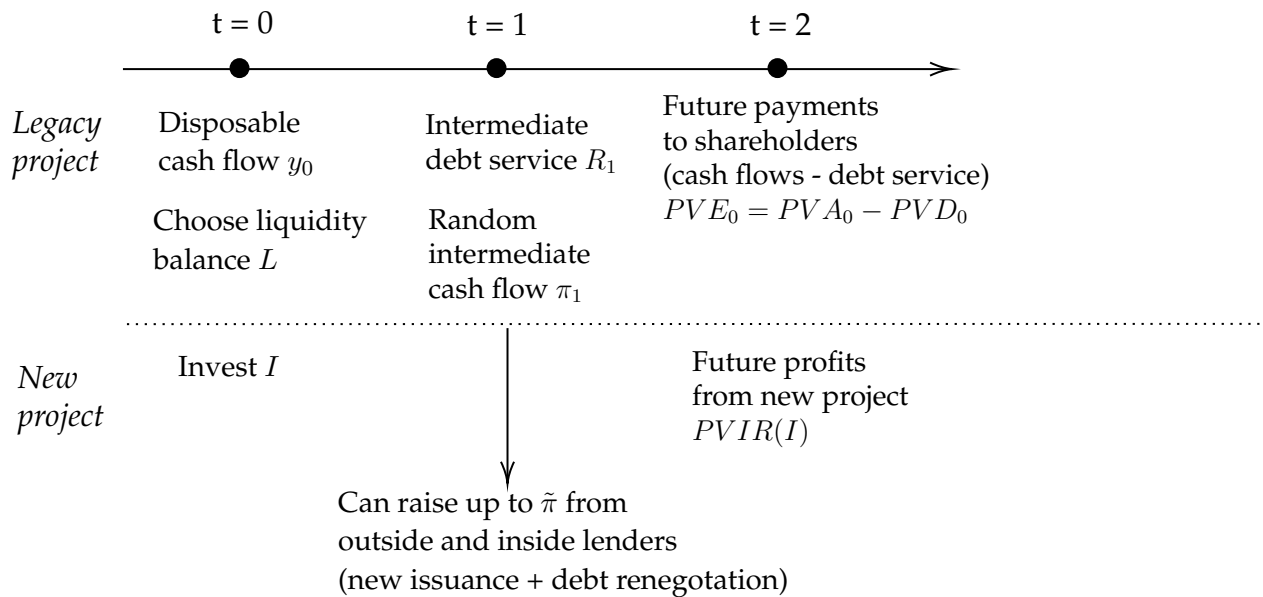 t = 0
t = 1
t = 2
Legacy
project
Disposable
cash flow y₀
Choose liquidity
balance L
Intermediate
debt service R₁
Random
intermediate
cash flow π₁
Future payments
to shareholders
(cash flows - debt service)
PVE₀ = PVA₀ − PVD₀
New
project
Invest I
Future profits
from new project
PVIR(I)
Can raise up to π̃ from
outside and inside lenders
(new issuance + debt renegotation)